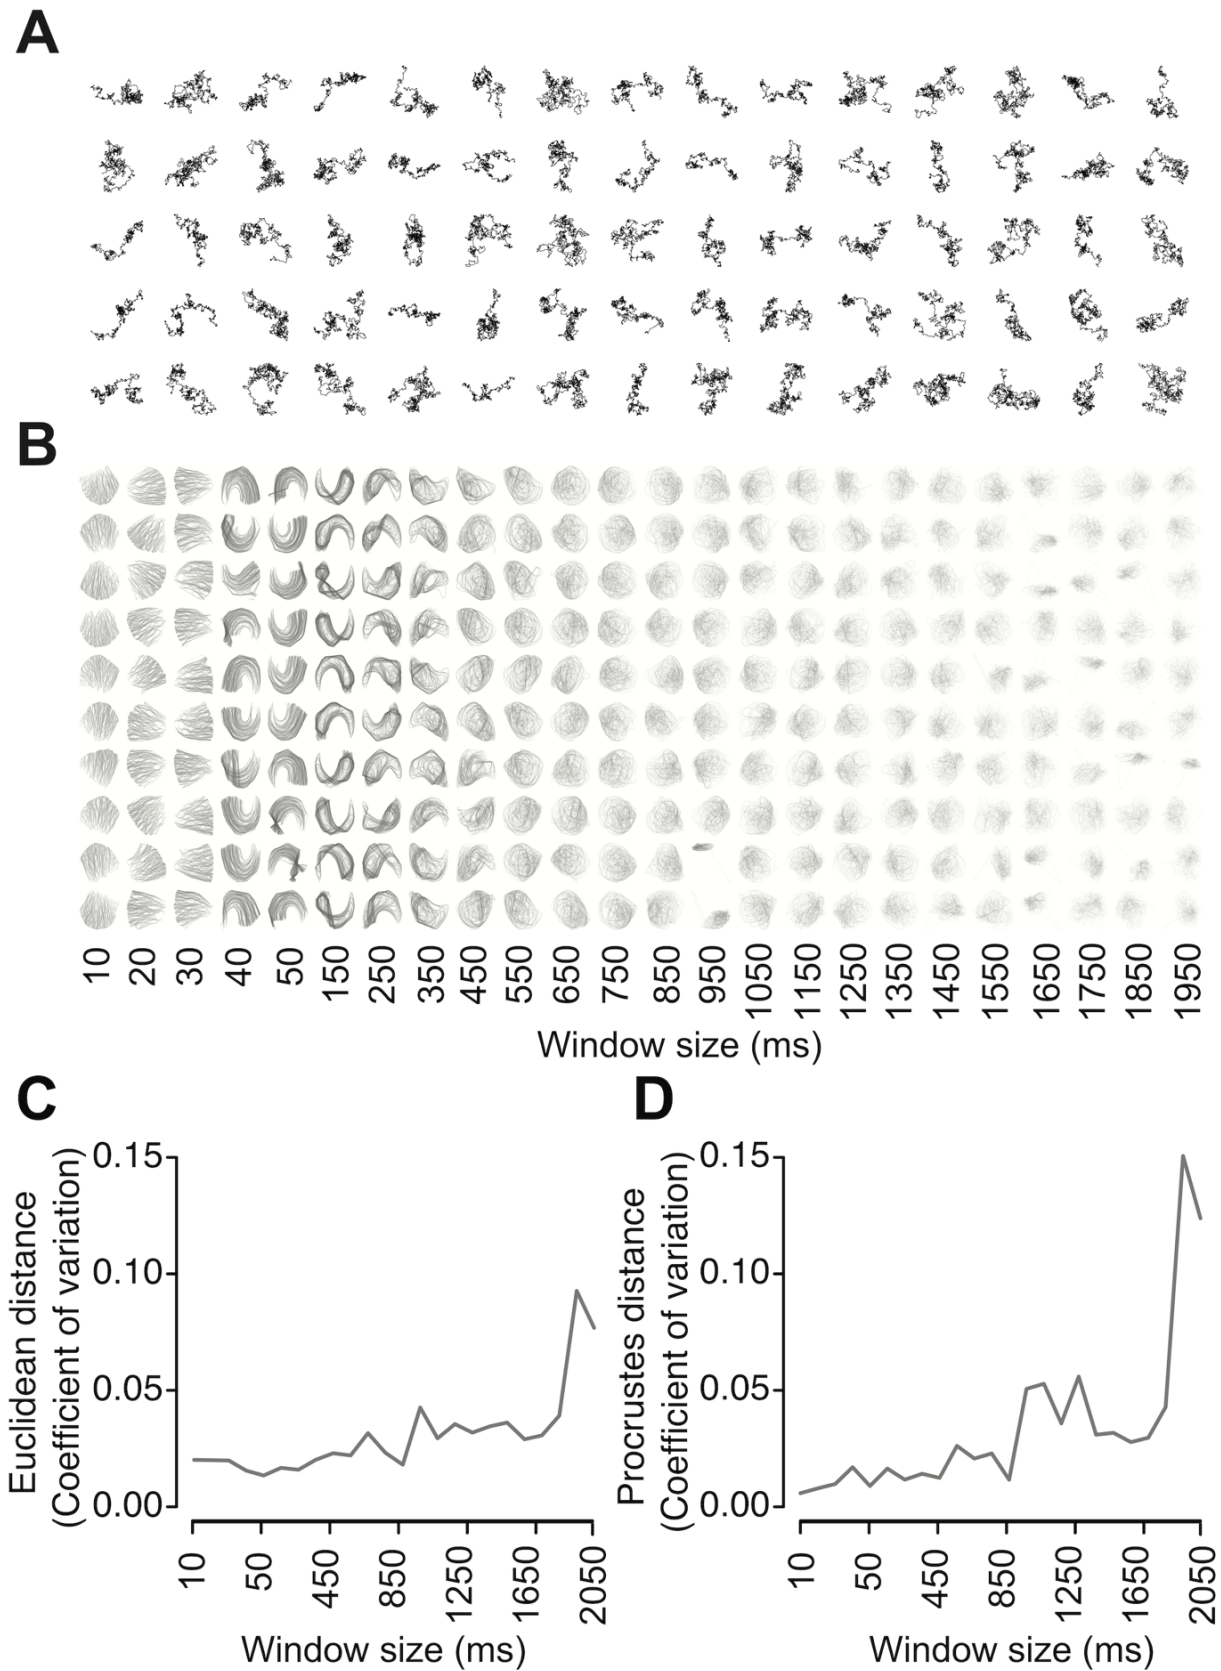 A
B
10 20 30 40 50 150 250 350 450 550 650 750 850 950 1050 1150 1250 1350 1450 1550 1650 1750 1850 1950
Window size (ms)
C
Euclidean distance
(Coefficient of variation)
0.15
0.10
0.05
0.00
10 50 450 850 1250 1650 2050
Window size (ms)
D
Procrustes distance
(Coefficient of variation)
0.15
0.10
0.05
0.00
10 50 450 850 1250 1650 2050
Window size (ms)